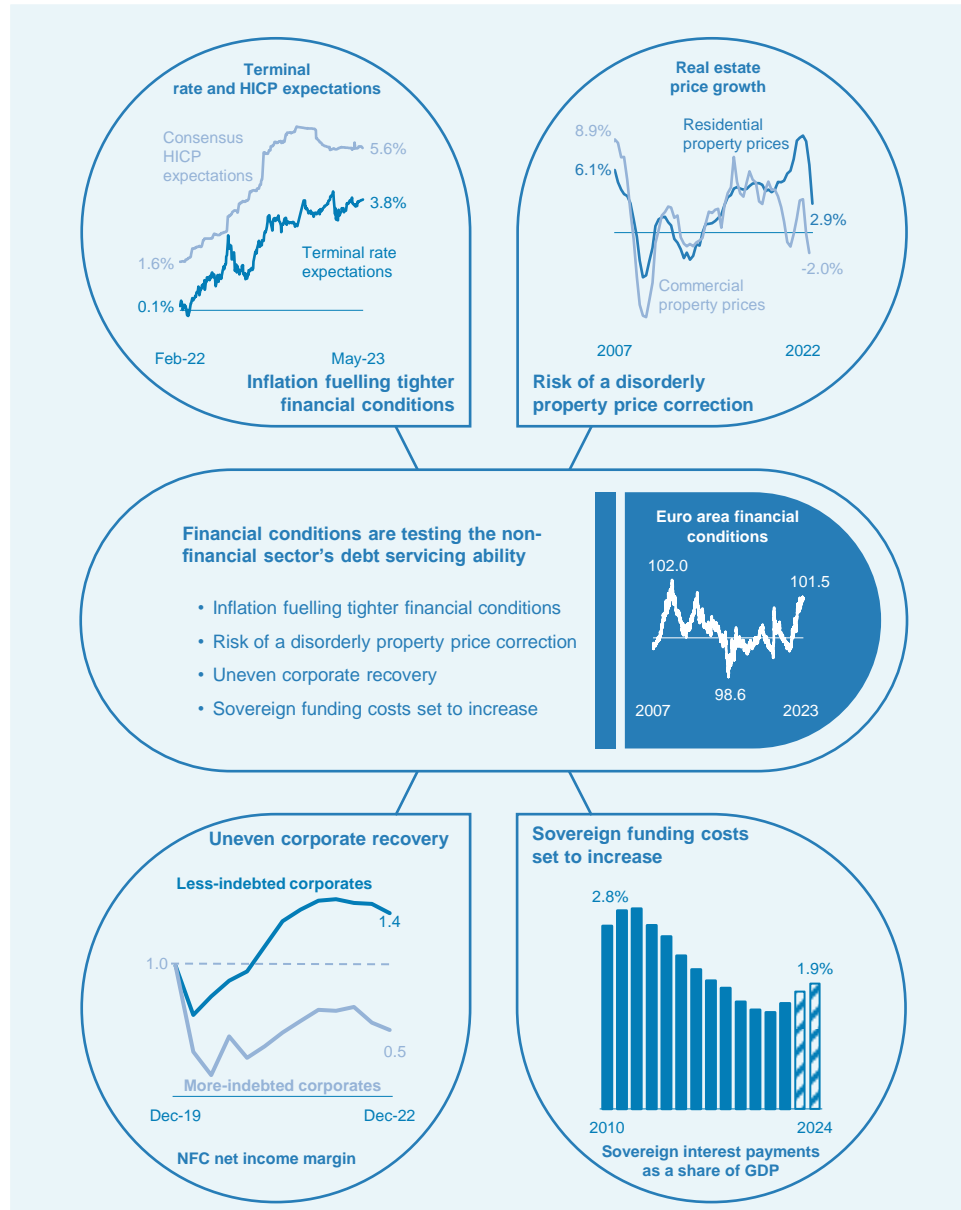 Terminal
rate and HICP expectations
Consensus
HICP
expectations
5.6%
3.8%
Terminal rate
expectations
1.6%
0.1%
Feb-22
May-23
Inflation fuelling tighter
financial conditions
Real estate
price growth
8.9%
6.1%
Residential
property prices
2.9%
-2.0%
Commercial
property prices
2007
2022
Risk of a disorderly
property price correction
Financial conditions are testing the non-
financial sector's debt servicing ability
• Inflation fuelling tighter financial conditions
• Risk of a disorderly property price correction
• Uneven corporate recovery
• Sovereign funding costs set to increase
Euro area financial
conditions
102.0
101.5
98.6
2007
2023
Uneven corporate recovery
Less-indebted corporates
1.4
1.0
0.5
More-indebted corporates
Dec-19
Dec-22
NFC net income margin
Sovereign funding costs
set to increase
2.8%
1.9%
2010
2024
Sovereign interest payments
as a share of GDP